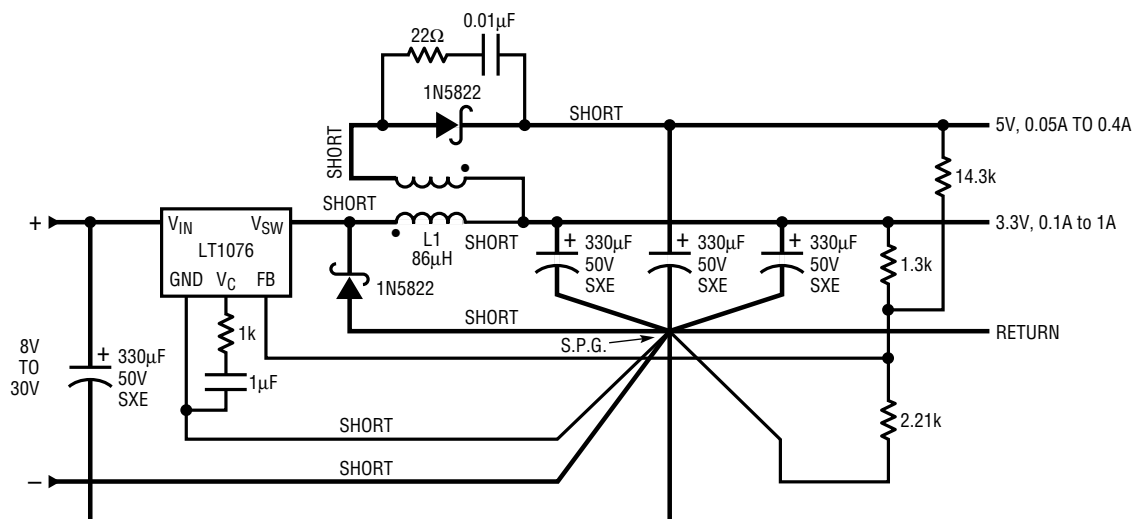 0.01µF
22Ω
1N5822
SHORT
5V, 0.05A TO 0.4A
SHORT
14.3k
SHORT
+
VIN
VSW
LT1076
GND
VC
FB
L1
86µH
SHORT
3.3V, 0.1A to 1A
+
330µF
50V
SXE
+
330µF
50V
SXE
+
330µF
50V
SXE
1.3k
1N5822
SHORT
S.P.G.
RETURN
1k
1µF
8V
TO
30V
+
330µF
50V
SXE
2.21k
SHORT
SHORT
–